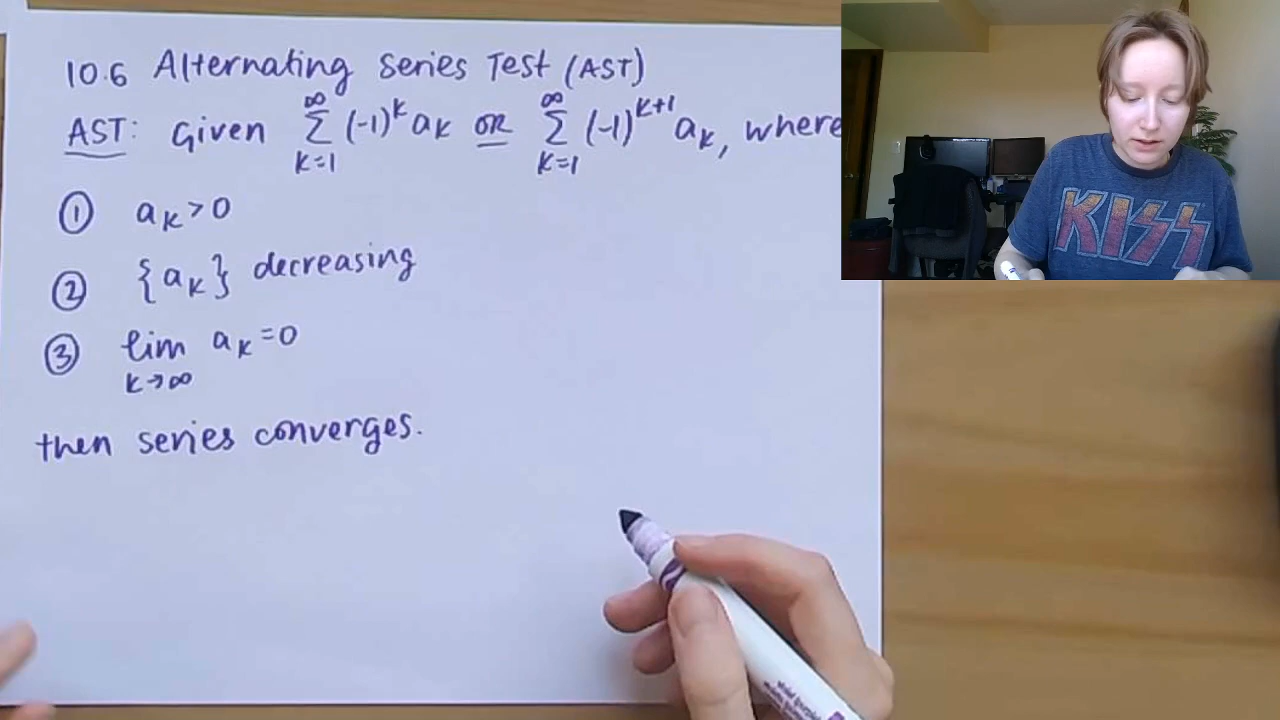 10.6 Alternating Series Test (AST)
AST: Given ∑_{k=1}^{∞} (-1)^k a_k OR ∑_{k=1}^{∞} (-1)^{k+1} a_k, where
① a_k > 0
② {a_k} decreasing
③ lim_{k→∞} a_k = 0
then series converges.
KISS